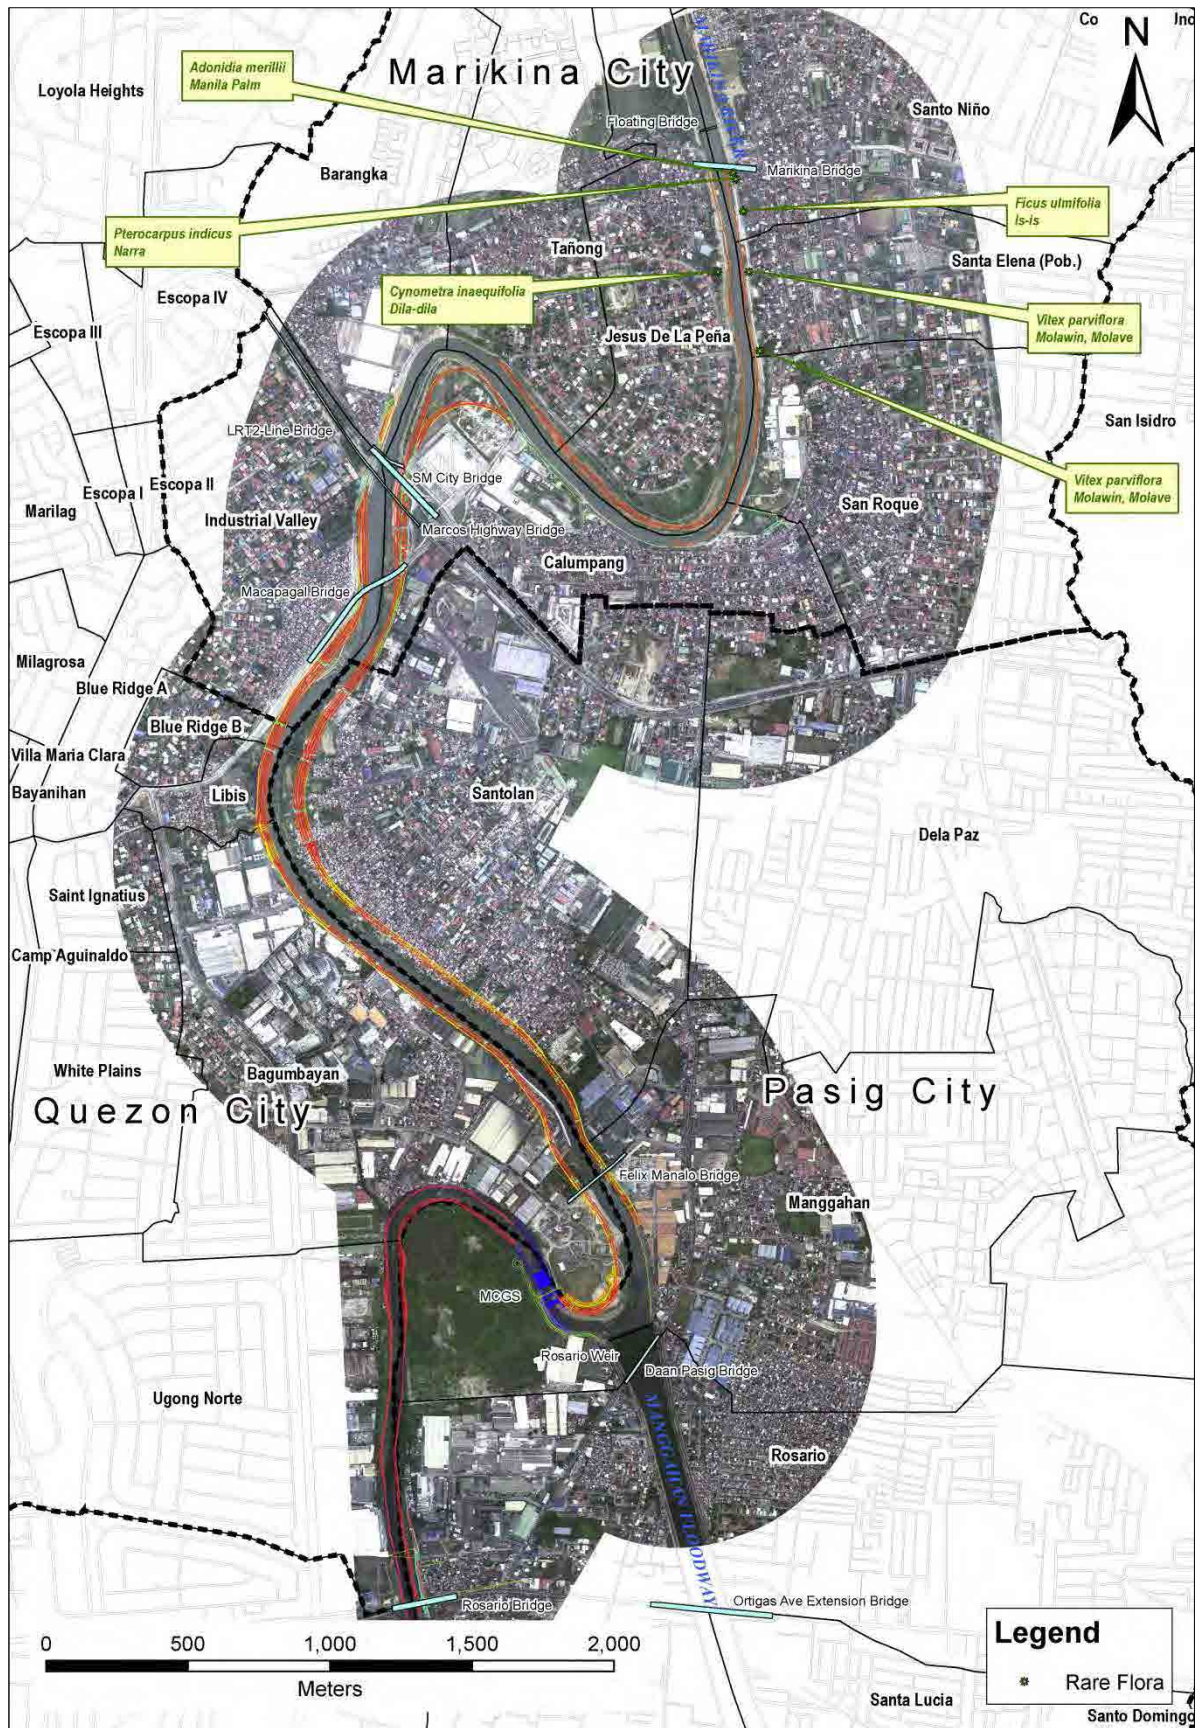 Co
N
Loyola Heights
Adonidia merillii
Manila Palm
Marikina City
MARIKINA RIVER
Santo Niño
Floating Bridge
Barangka
Marikina Bridge
Ficus ulmifolia
Is-is
Pterocarpus indicus
Narra
Tañong
Santa Elena (Pob.)
Cynometra inaequifolia
Dila-dila
Escopa IV
Vitex parviflora
Molawin, Molave
Escopa III
Jesus De La Peña
San Isidro
LRT2-Line Bridge
SM City Bridge
Vitex parviflora
Molawin, Molave
Escopa I
Escopa II
Marilag
Industrial Valley
San Roque
Marcos Highway Bridge
Calumpang
Macapagal Bridge
Milagrosa
Blue Ridge A
Blue Ridge B
Villa Maria Clara
Bayanihan
Libis
Santolan
Dela Paz
Saint Ignatius
Camp Aguinaldo
White Plains
Bagumbayan
Quezon City
Pasig City
Felix Manalo Bridge
Manggahan
MCGS
Rosario Weir
Daan Pasig Bridge
Ugong Norte
MANGGAHAN FLOODWAY
Rosario
Rosario Bridge
Ortigas Ave Extension Bridge
0 500 1,000 1,500 2,000
Meters
Legend
Rare Flora
Santa Lucia
Santo Domingo